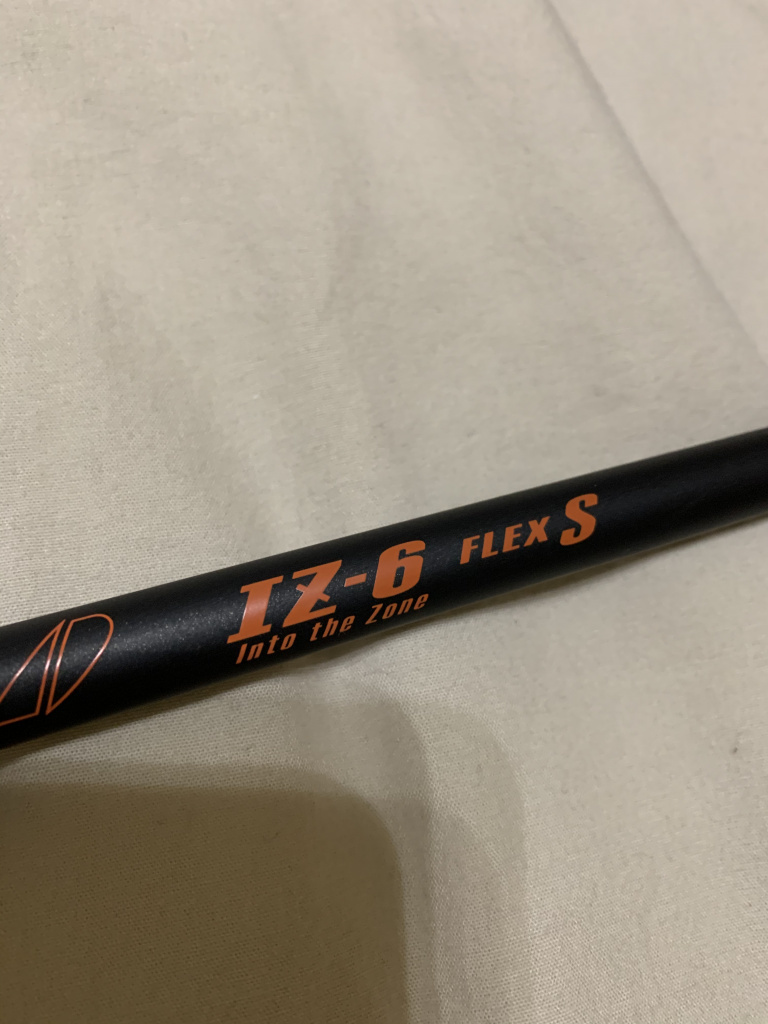 IZ-6 FLEX S
Into the Zone